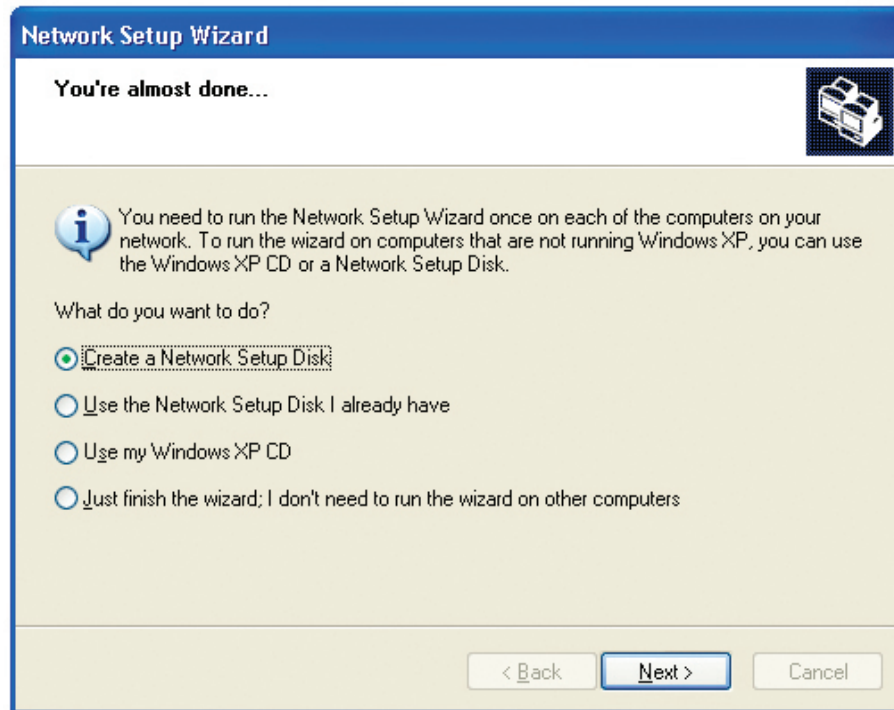 Network Setup Wizard
You're almost done...
You need to run the Network Setup Wizard once on each of the computers on your
network. To run the wizard on computers that are not running Windows XP, you can use
the Windows XP CD or a Network Setup Disk.
What do you want to do?
Create a Network Setup Disk
Use the Network Setup Disk I already have
Use my Windows XP CD
Just finish the wizard; I don't need to run the wizard on other computers
< Back
Next >
Cancel